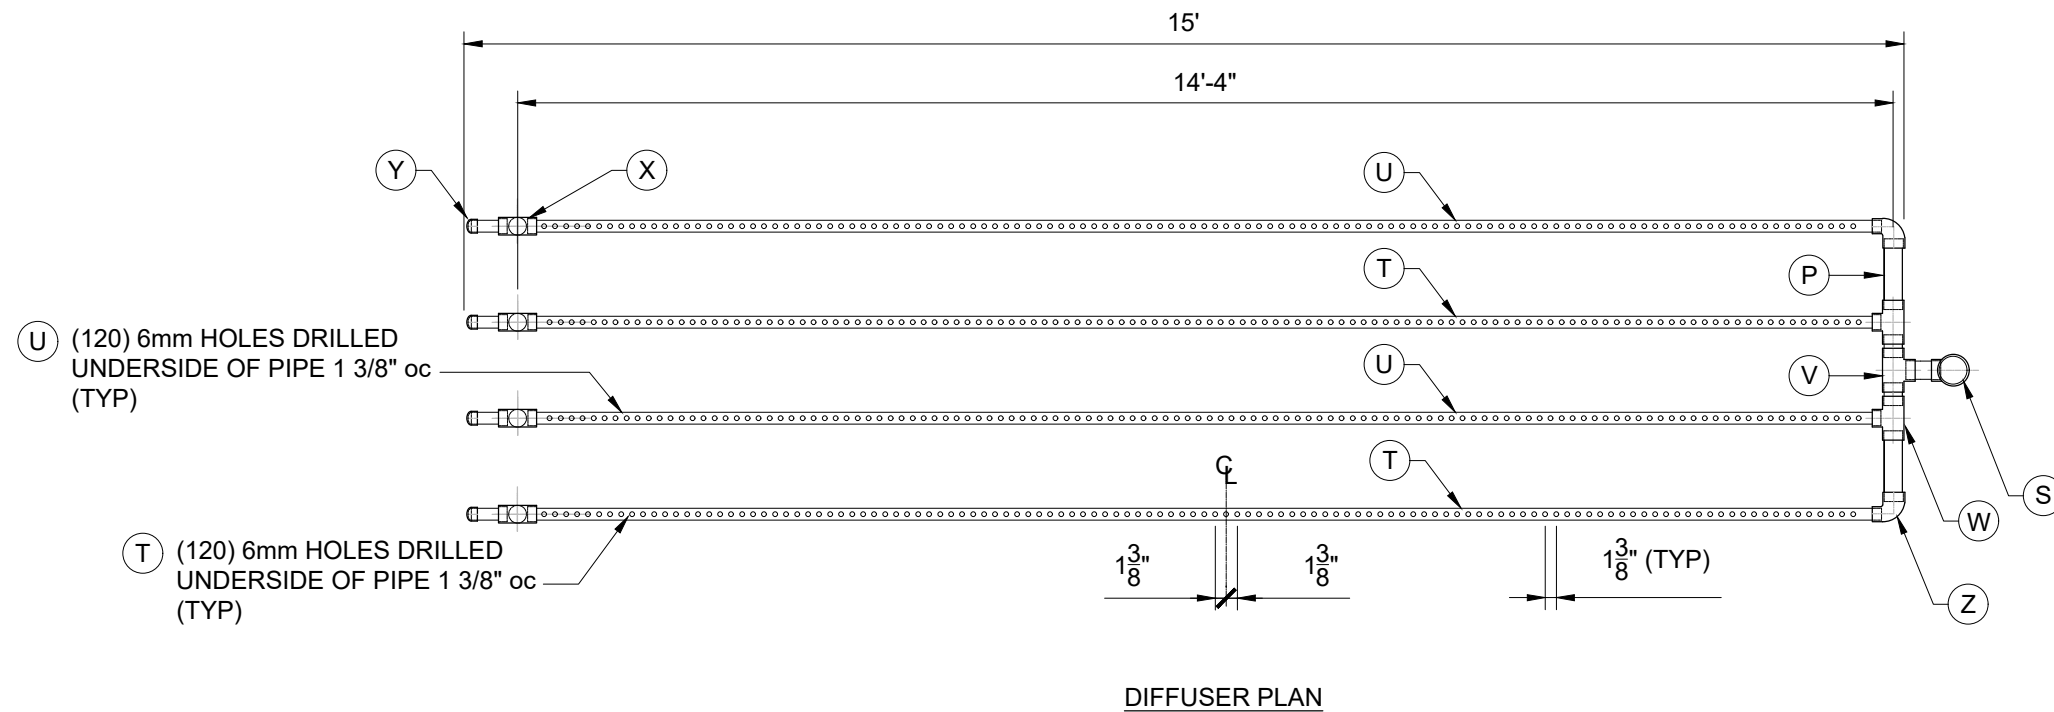 15'
14'-4"
Y
X
U
T
P
U (120) 6mm HOLES DRILLED
UNDERSIDE OF PIPE 1 3/8" oc
(TYP)
U
V
T
CL
S
W
T (120) 6mm HOLES DRILLED
UNDERSIDE OF PIPE 1 3/8" oc
(TYP)
1 3/8"
1 3/8"
1 3/8" (TYP)
Z
DIFFUSER PLAN